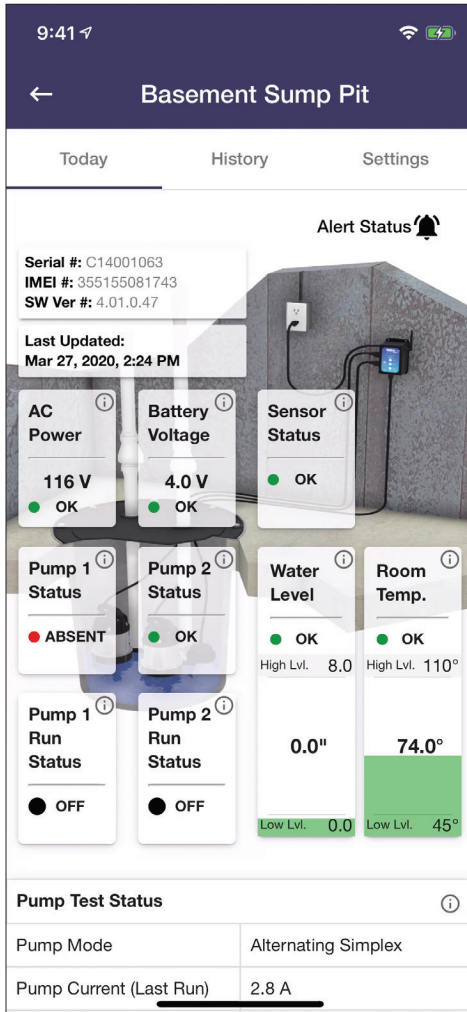 9:41
Basement Sump Pit
Today History Settings
Alert Status
Serial #: C14001063
IMEI #: 355155081743
SW Ver #: 4.01.0.47
Last Updated:
Mar 27, 2020, 2:24 PM
AC
Power
116 V
OK
Battery
Voltage
4.0 V
OK
Sensor
Status
OK
Pump 1
Status
ABSENT
Pump 2
Status
OK
Water
Level
OK
High Lvl. 8.0
0.0"
Low Lvl. 0.0
Room
Temp.
OK
High Lvl. 110°
74.0°
Low Lvl. 45°
Pump 1
Run
Status
OFF
Pump 2
Run
Status
OFF
Pump Test Status
Pump Mode Alternating Simplex
Pump Current (Last Run) 2.8 A